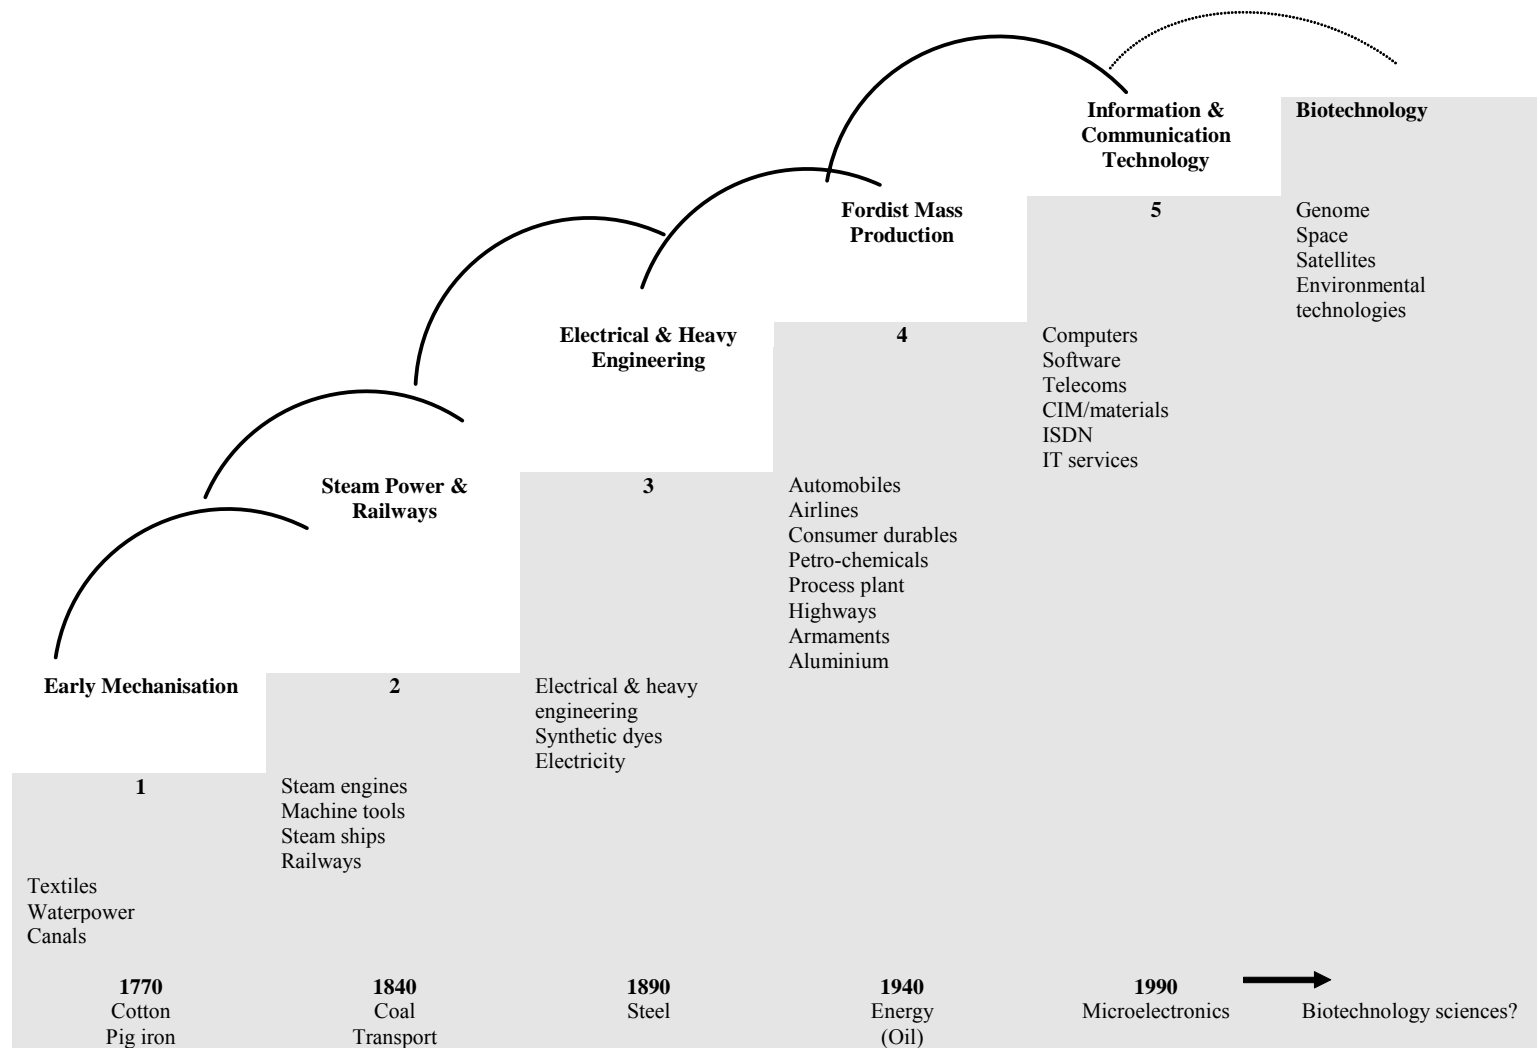 Information &
Communication
Technology
Biotechnology
Fordist Mass
Production
5
Genome
Space
Satellites
Environmental
technologies
Electrical & Heavy
Engineering
4
Computers
Software
Telecoms
CIM/materials
ISDN
IT services
Steam Power &
Railways
3
Automobiles
Airlines
Consumer durables
Petro-chemicals
Process plant
Highways
Armaments
Aluminium
Early Mechanisation
2
Electrical & heavy
engineering
Synthetic dyes
Electricity
1
Steam engines
Machine tools
Steam ships
Railways
Textiles
Waterpower
Canals
1770
Cotton
Pig iron
1840
Coal
Transport
1890
Steel
1940
Energy
(Oil)
1990
Microelectronics
Biotechnology sciences?